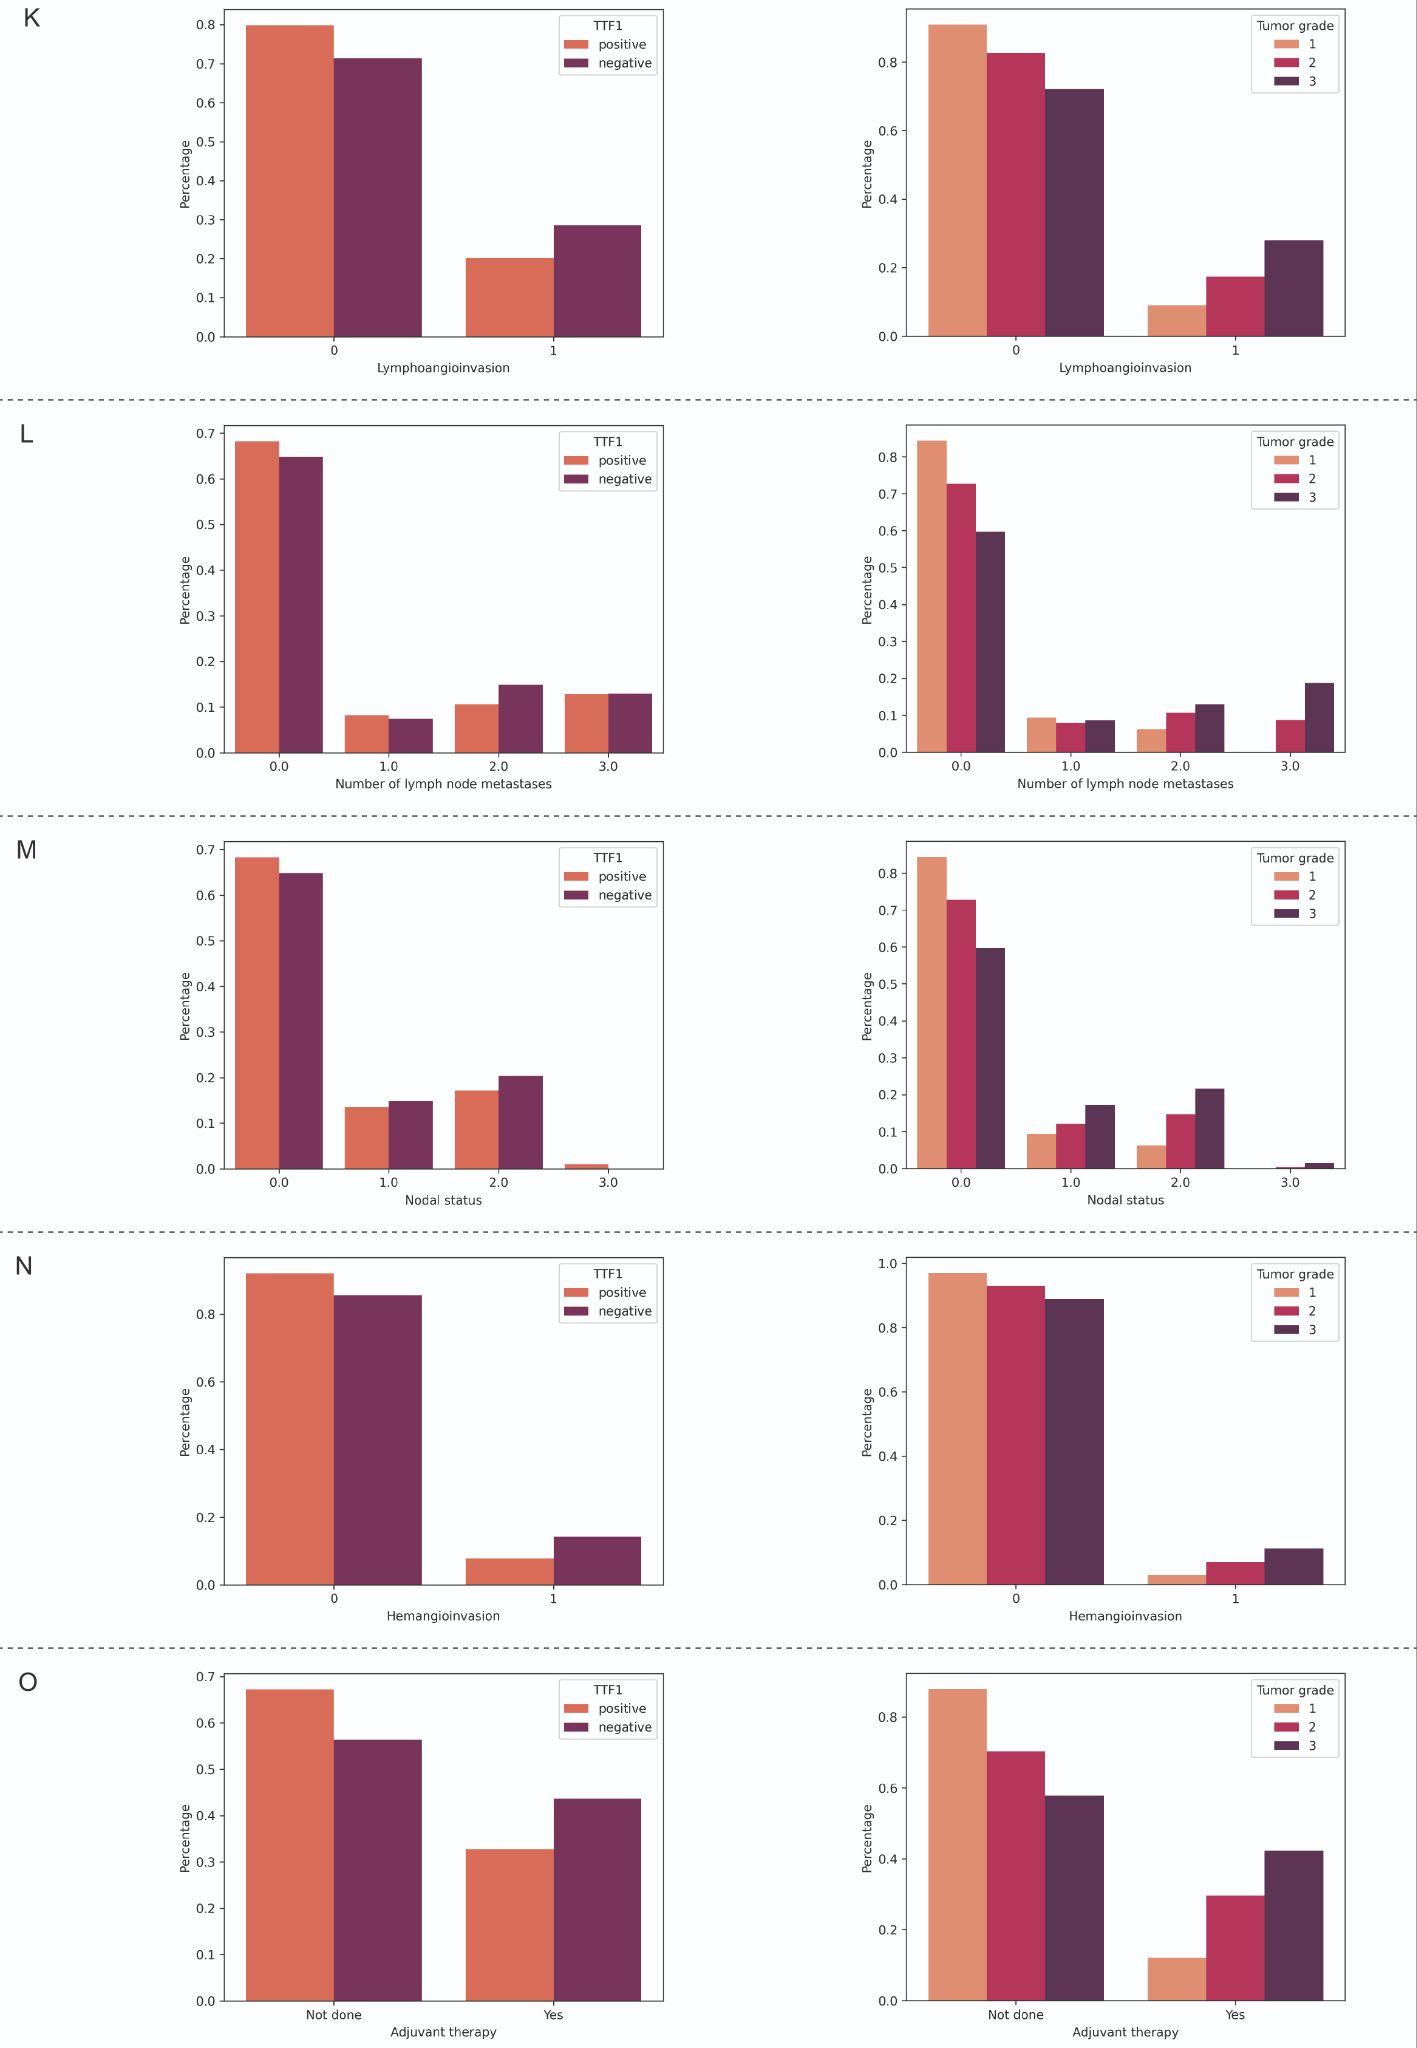 K
0.8
0.7
0.6
0.5
0.4
0.3
0.2
0.1
0.0
Percentage
TTF1
positive
negative
0 1
Lymphoangioinvasion
0.8
0.6
0.4
0.2
0.0
Percentage
Tumor grade
1
2
3
0 1
Lymphoangioinvasion
L
0.7
0.6
0.5
0.4
0.3
0.2
0.1
0.0
Percentage
TTF1
positive
negative
0.0 1.0 2.0 3.0
Number of lymph node metastases
0.8
0.7
0.6
0.5
0.4
0.3
0.2
0.1
0.0
Percentage
Tumor grade
1
2
3
0.0 1.0 2.0 3.0
Number of lymph node metastases
M
0.7
0.6
0.5
0.4
0.3
0.2
0.1
0.0
Percentage
TTF1
positive
negative
0.0 1.0 2.0 3.0
Nodal status
0.8
0.7
0.6
0.5
0.4
0.3
0.2
0.1
0.0
Percentage
Tumor grade
1
2
3
0.0 1.0 2.0 3.0
Nodal status
N
0.8
0.6
0.4
0.2
0.0
Percentage
TTF1
positive
negative
0 1
Hemangioinvasion
1.0
0.8
0.6
0.4
0.2
0.0
Percentage
Tumor grade
1
2
3
0 1
Hemangioinvasion
O
0.7
0.6
0.5
0.4
0.3
0.2
0.1
0.0
Percentage
TTF1
positive
negative
Not done Yes
Adjuvant therapy
0.8
0.6
0.4
0.2
0.0
Percentage
Tumor grade
1
2
3
Not done Yes
Adjuvant therapy